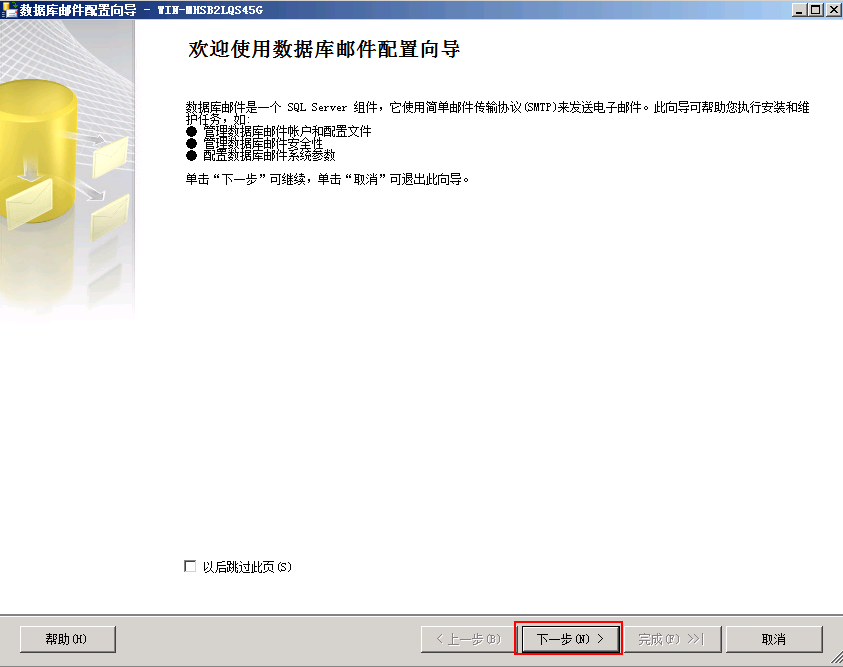 数据库邮件配置向导 - WIN-MHSB2LQS45G
欢迎使用数据库邮件配置向导
数据库邮件是一个 SQL Server 组件，它使用简单邮件传输协议(SMTP)来发送电子邮件。此向导可帮助您执行安装和维
护任务，如:
● 管理数据库邮件帐户和配置文件
● 管理数据库邮件安全性
● 配置数据库邮件系统参数
单击“下一步”可继续，单击“取消”可退出此向导。
以后跳过此页(S)
帮助(H)
< 上一步(B)
下一步(N) >
完成(F) >>|
取消